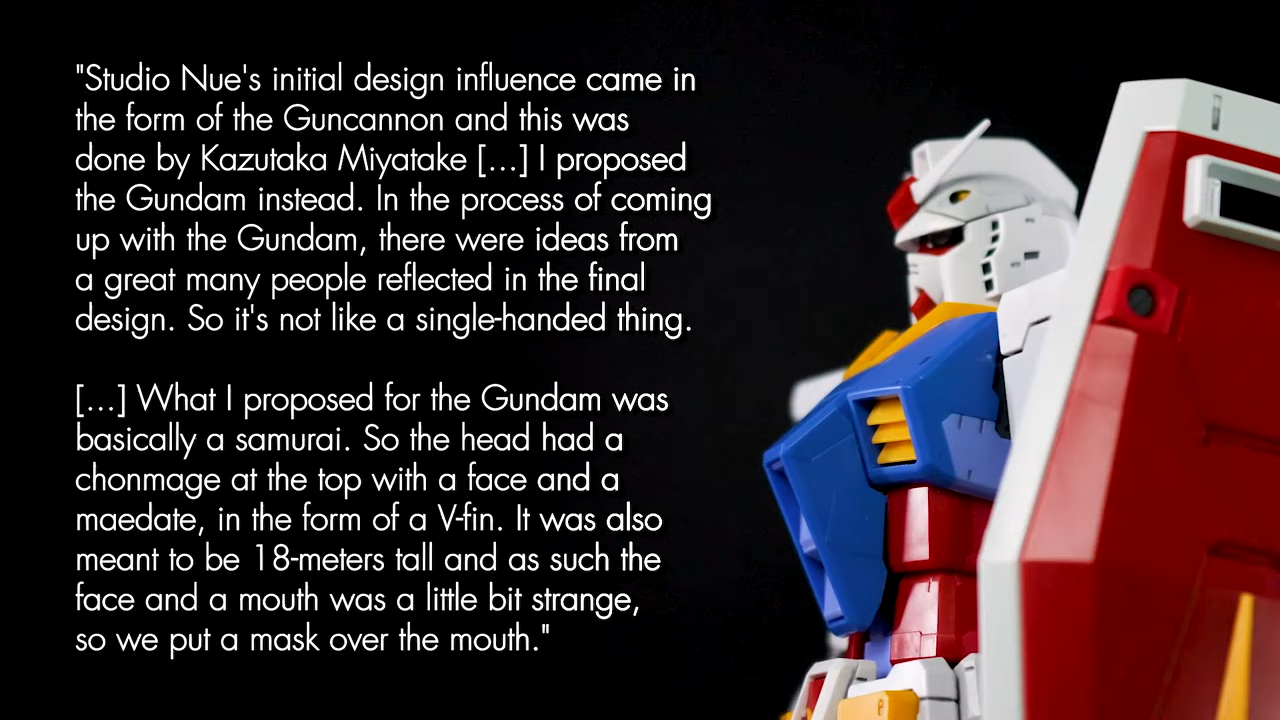 "Studio Nue's initial design influence came in
the form of the Guncannon and this was
done by Kazutaka Miyatake [...] I proposed
the Gundam instead. In the process of coming
up with the Gundam, there were ideas from
a great many people reflected in the final
design. So it's not like a single-handed thing.
[...] What I proposed for the Gundam was
basically a samurai. So the head had a
chonmage at the top with a face and a
maedate, in the form of a V-fin. It was also
meant to be 18-meters tall and as such the
face and a mouth was a little bit strange,
so we put a mask over the mouth."